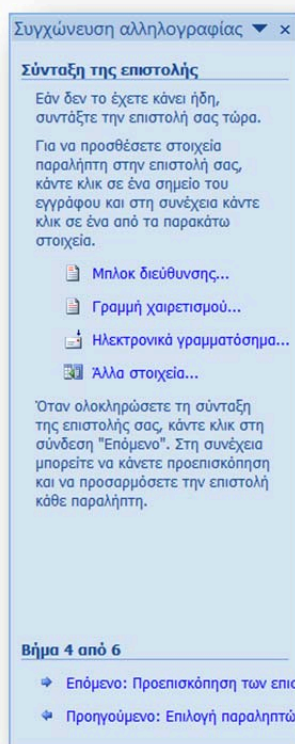 Συγχώνευση αλληλογραφίας ▼ ×
Σύνταξη της επιστολής
Εάν δεν το έχετε κάνει ήδη,
συντάξτε την επιστολή σας τώρα.
Για να προσθέσετε στοιχεία
παραλήπτη στην επιστολή σας,
κάντε κλικ σε ένα σημείο του
εγγράφου και στη συνέχεια κάντε
κλικ σε ένα από τα παρακάτω
στοιχεία.
Μπλοκ διεύθυνσης...
Γραμμή χαιρετισμού...
Ηλεκτρονικά γραμματόσημα...
Άλλα στοιχεία...
Όταν ολοκληρώσετε τη σύνταξη
της επιστολής σας, κάντε κλικ στη
σύνδεση "Επόμενο". Στη συνέχεια
μπορείτε να κάνετε προεπισκόπηση
και να προσαρμόσετε την επιστολή
κάθε παραλήπτη.
Βήμα 4 από 6
Επόμενο: Προεπισκόπηση των επισ
Προηγούμενο: Επιλογή παραληπτώ